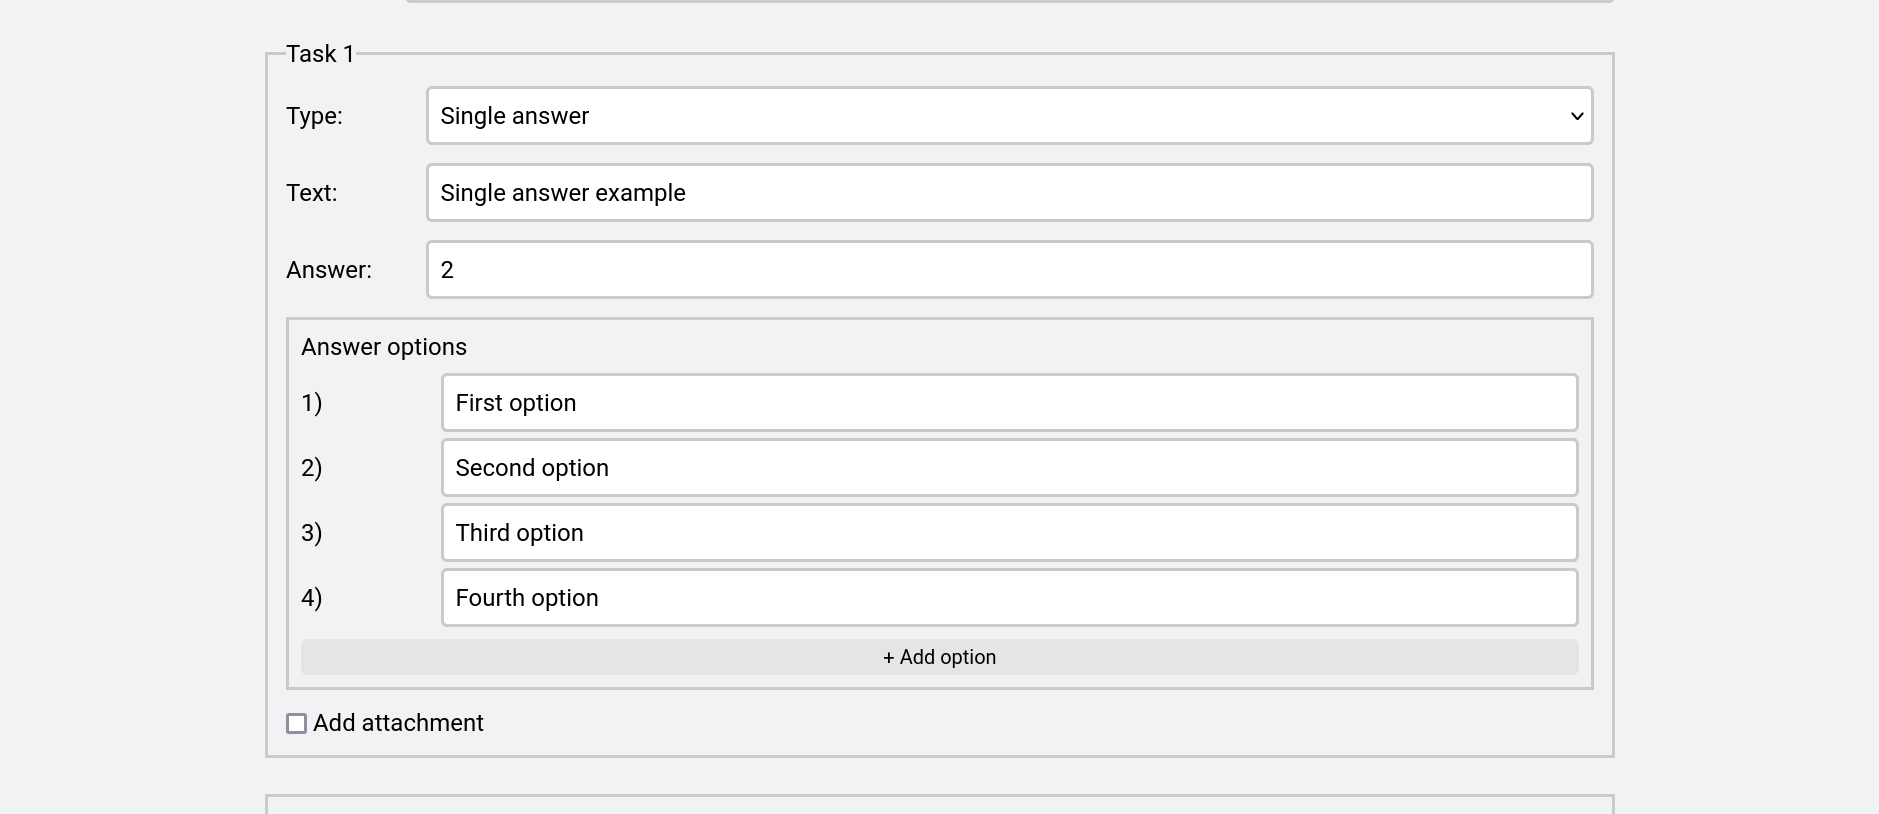 Task 1
Type: Single answer
Text: Single answer example
Answer: 2
Answer options
1) First option
2) Second option
3) Third option
4) Fourth option
+ Add option
Add attachment